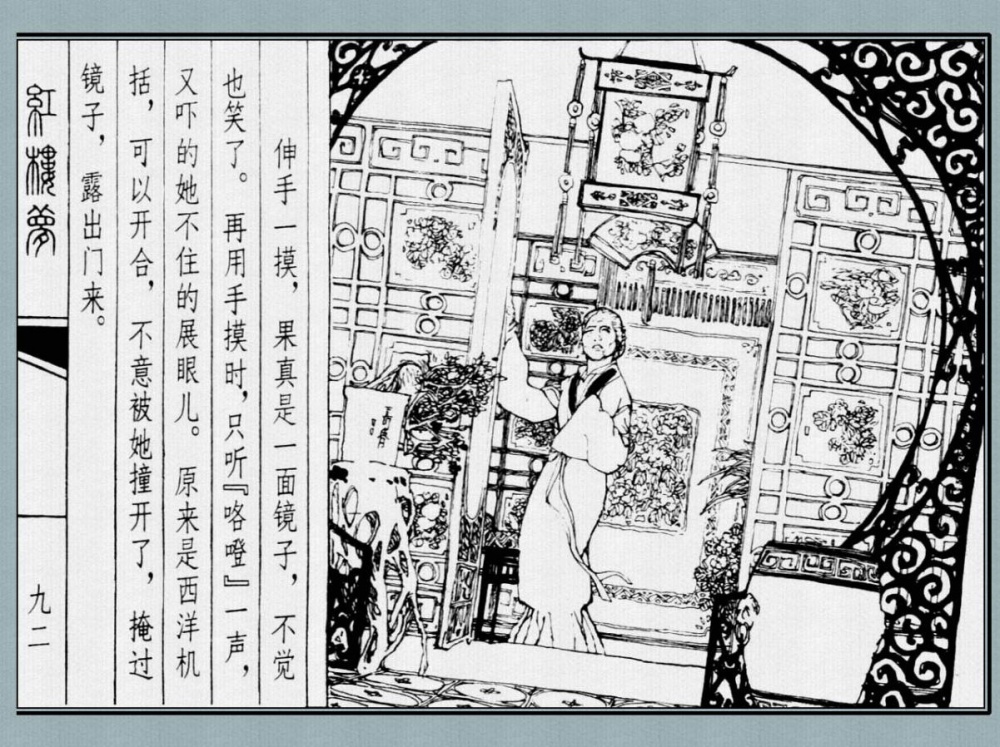 伸手一摸，果真是一面镜子，不觉
也笑了。再用手摸时，只听『咯噔』一声，
又吓的她不住的展眼儿。原来是西洋机
括，可以开合，不意被她撞开了，掩过
镜子，露出门来。
紅樓夢
九二